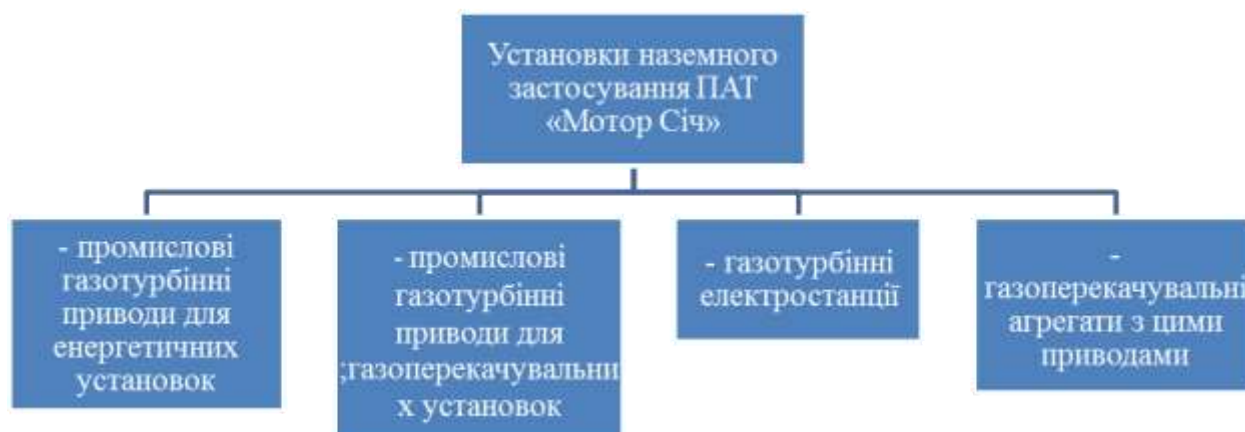 Установки наземного
застосування ПАТ
«Мотор Січ»
- промислові
газотурбінні
приводи для
енергетичних
установок
- промислові
газотурбінні
приводи для
;газоперекачувальни
х установок
- газотурбінні
електростанції
-
газоперекачувальні
агрегати з цими
приводами